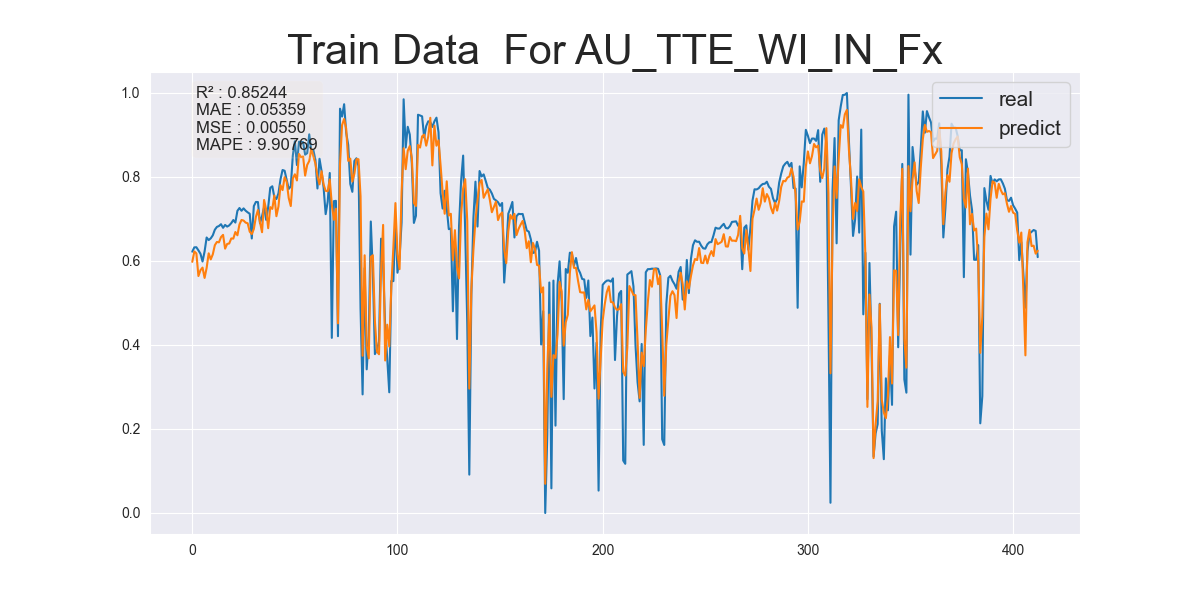 Train Data  For AU_TTE_WI_IN_Fx
R² : 0.85244
MAE : 0.05359
MSE : 0.00550
MAPE : 9.90769
real
predict
1.0
0.8
0.6
0.4
0.2
0.0
0 100 200 300 400